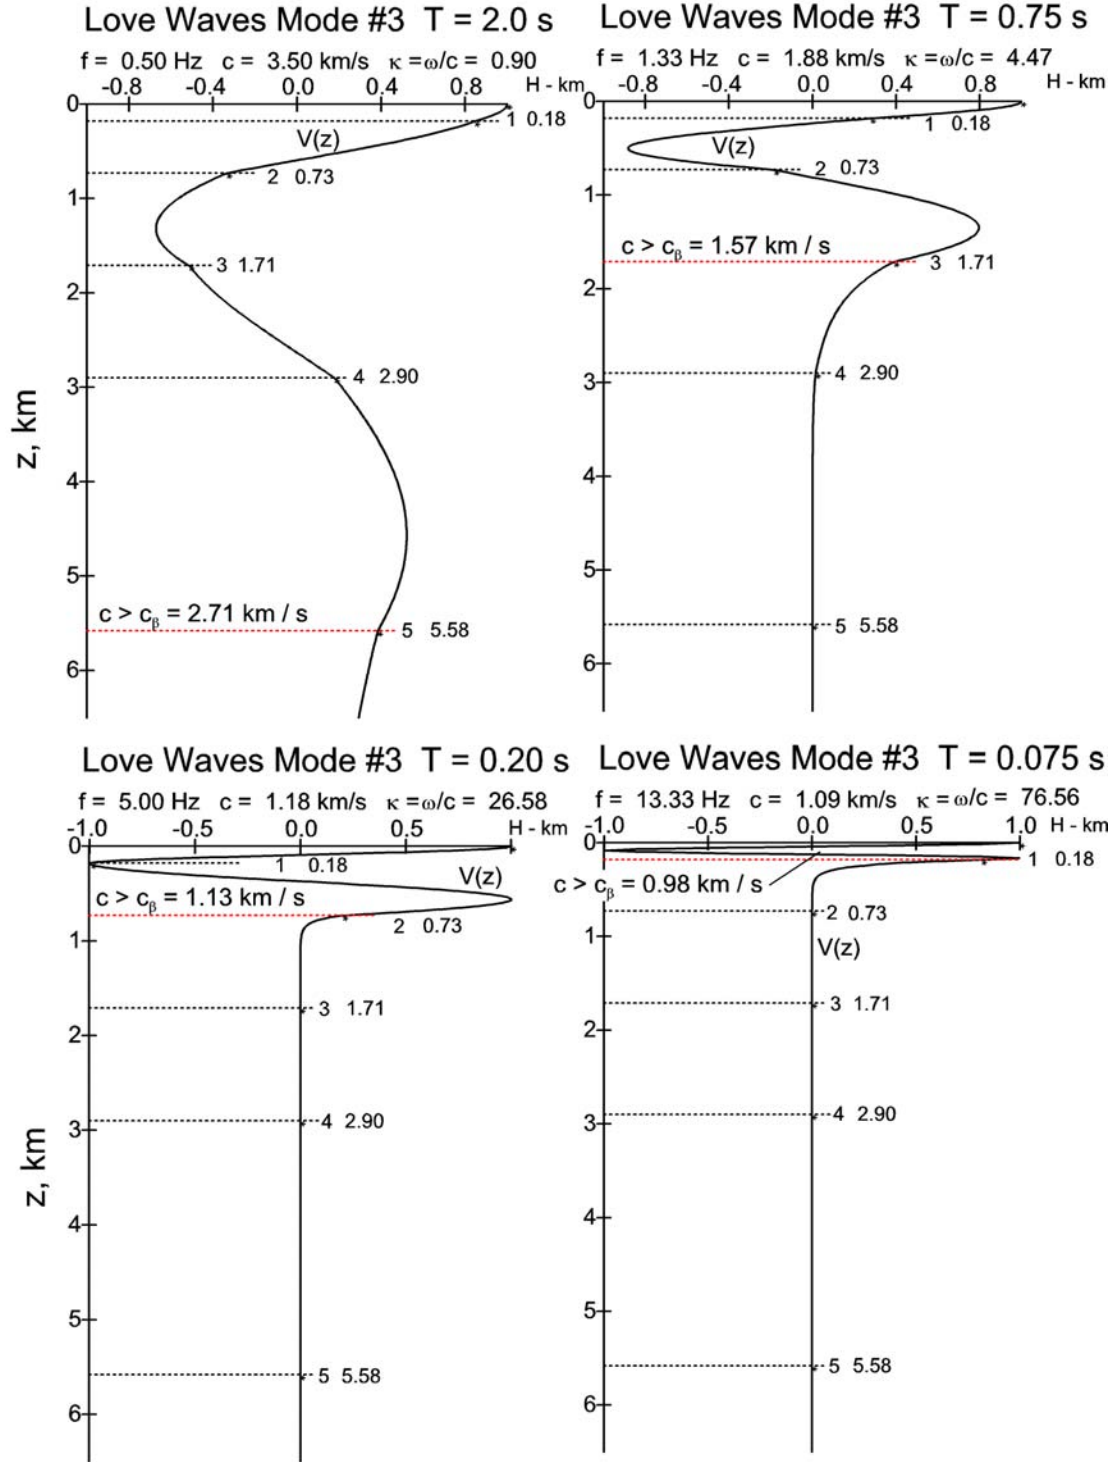 Love Waves Mode #3 T = 2.0 s
f = 0.50 Hz c = 3.50 km/s κ = ω/c = 0.90
-0.8 -0.4 0.0 0.4 0.8 H - km
0
1 0.18
V(z)
2 0.73
1
3 1.71
2
4 2.90
3
z, km
4
5
c > cβ = 2.71 km / s
5 5.58
6
Love Waves Mode #3 T = 0.75 s
f = 1.33 Hz c = 1.88 km/s κ = ω/c = 4.47
-0.8 -0.4 0.0 0.4 0.8 H - km
0
1 0.18
V(z)
2 0.73
1
c > cβ = 1.57 km / s
3 1.71
2
4 2.90
3
4
5
5 5.58
6
Love Waves Mode #3 T = 0.20 s
f = 5.00 Hz c = 1.18 km/s κ = ω/c = 26.58
-1.0 -0.5 0.0 0.5 H - km
0
1 0.18
V(z)
c > cβ = 1.13 km / s
2 0.73
1
3 1.71
2
4 2.90
3
z, km
4
5
5 5.58
6
Love Waves Mode #3 T = 0.075 s
f = 13.33 Hz c = 1.09 km/s κ = ω/c = 76.56
-1.0 -0.5 0.0 0.5 1.0 H - km
0
1 0.18
c > cβ = 0.98 km / s
2 0.73
1
V(z)
3 1.71
2
4 2.90
3
4
5
5 5.58
6